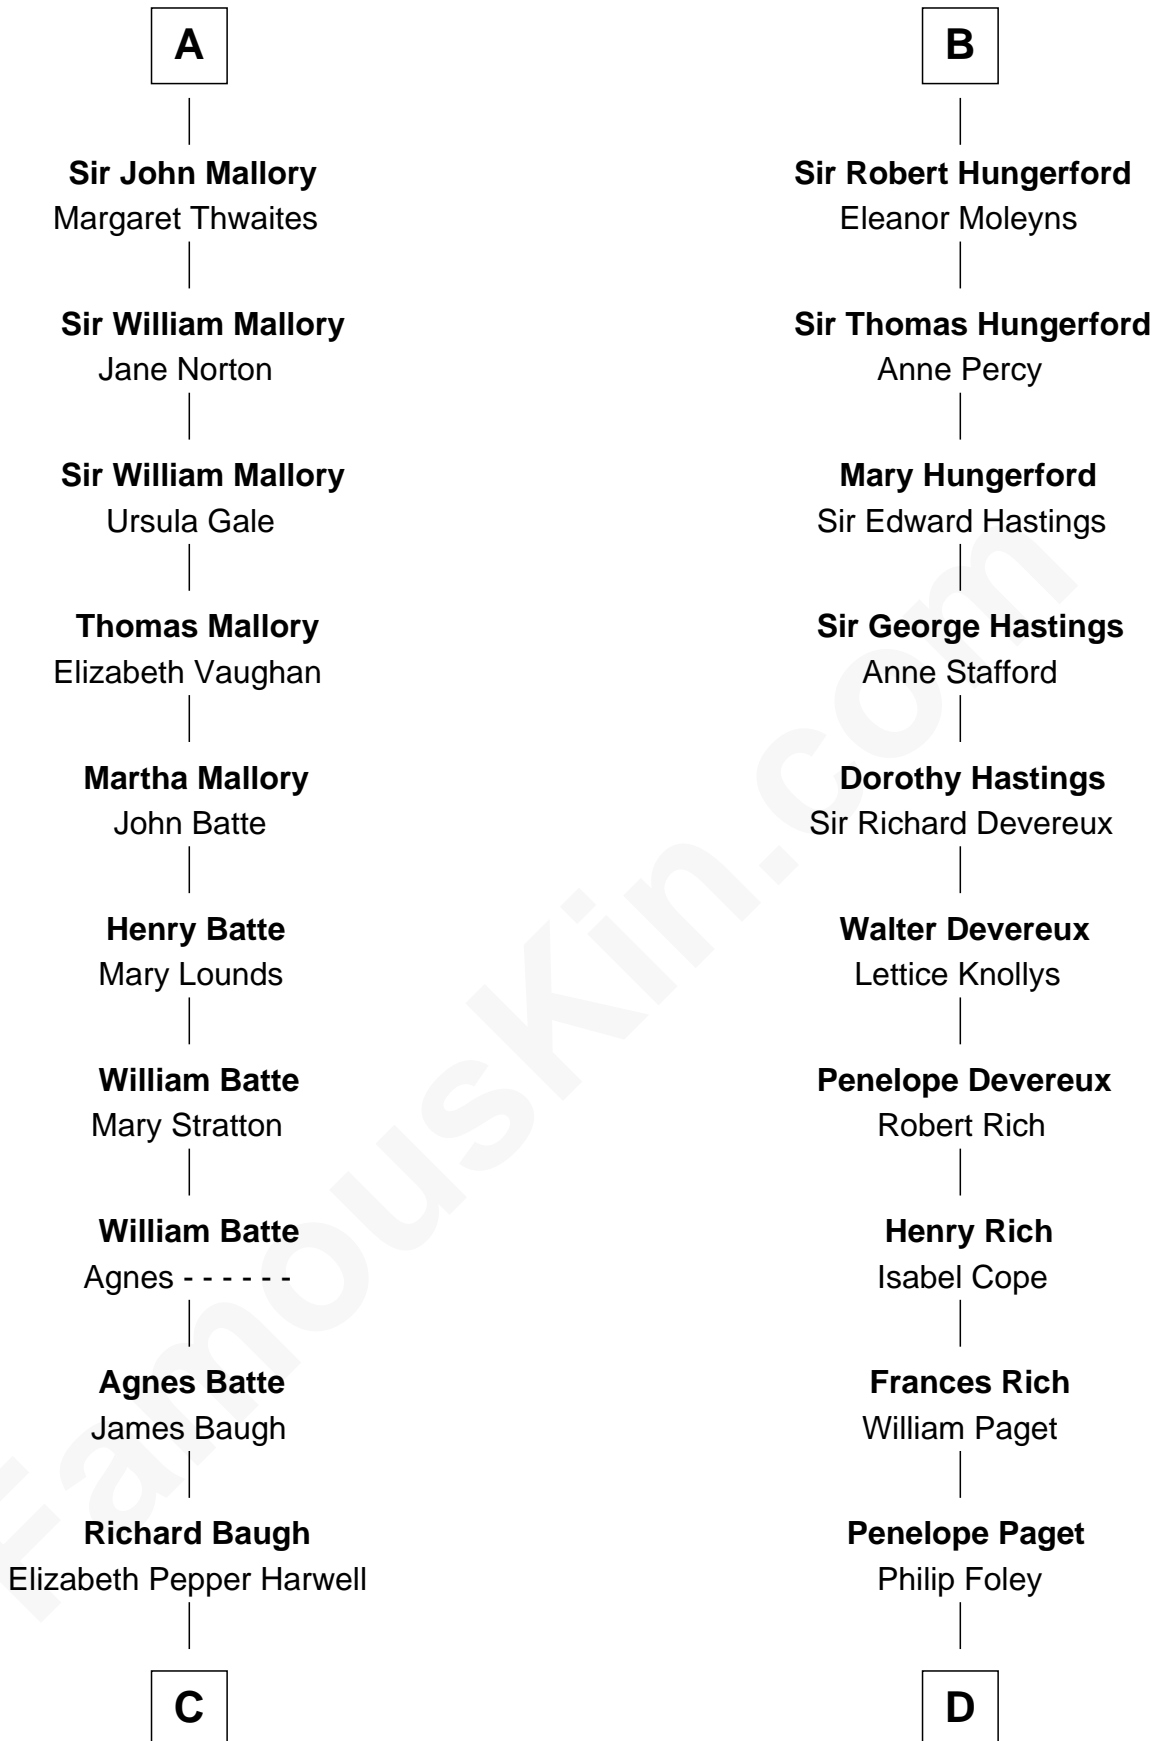 A
Sir John Mallory
Margaret Thwaites
Sir William Mallory
Jane Norton
Sir William Mallory
Ursula Gale
Thomas Mallory
Elizabeth Vaughan
Martha Mallory
John Batte
Henry Batte
Mary Lounds
William Batte
Mary Stratton
William Batte
Agnes - - - - - -
Agnes Batte
James Baugh
Richard Baugh
Elizabeth Pepper Harwell
C
B
Sir Robert Hungerford
Eleanor Moleyns
Sir Thomas Hungerford
Anne Percy
Mary Hungerford
Sir Edward Hastings
Sir George Hastings
Anne Stafford
Dorothy Hastings
Sir Richard Devereux
Walter Devereux
Lettice Knollys
Penelope Devereux
Robert Rich
Henry Rich
Isabel Cope
Frances Rich
William Paget
Penelope Paget
Philip Foley
D
FamousKin.com